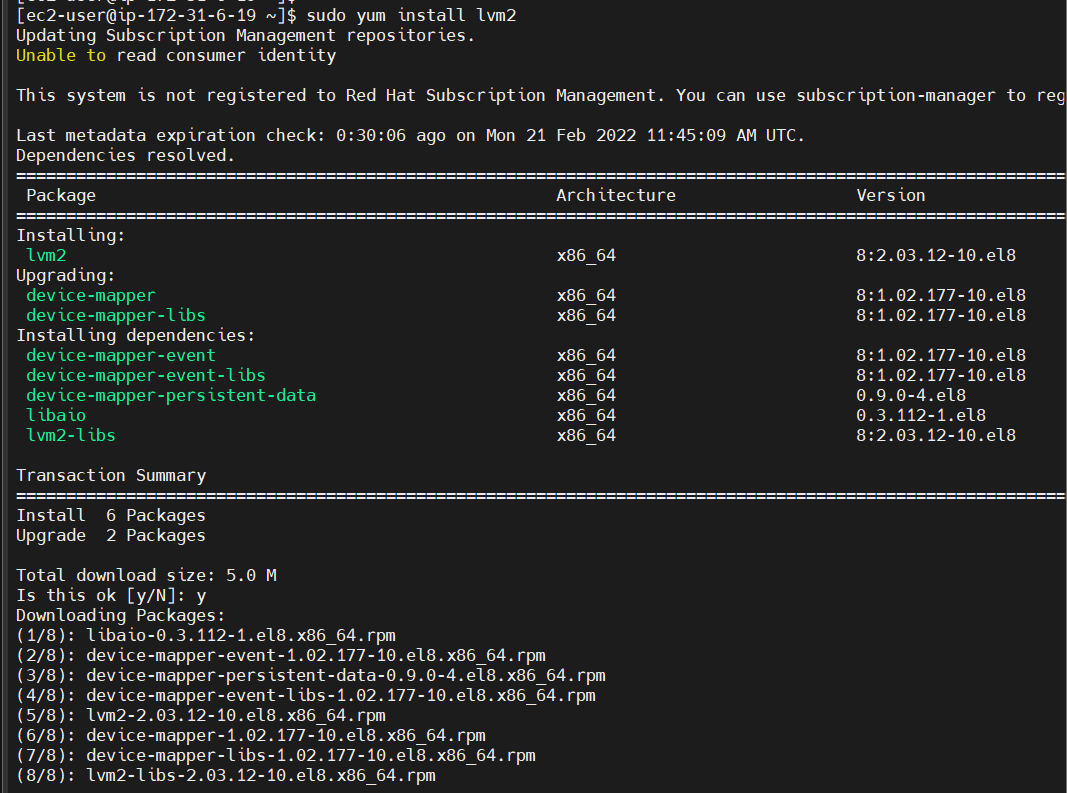 [ec2-user@ip-172-31-6-19 ~]$
[ec2-user@ip-172-31-6-19 ~]$ sudo yum install lvm2
Updating Subscription Management repositories.
Unable to read consumer identity
This system is not registered to Red Hat Subscription Management. You can use subscription-manager to reg
Last metadata expiration check: 0:30:06 ago on Mon 21 Feb 2022 11:45:09 AM UTC.
Dependencies resolved.
Package Architecture Version
Installing:
lvm2 x86_64 8:2.03.12-10.el8
Upgrading:
device-mapper x86_64 8:1.02.177-10.el8
device-mapper-libs x86_64 8:1.02.177-10.el8
Installing dependencies:
device-mapper-event x86_64 8:1.02.177-10.el8
device-mapper-event-libs x86_64 8:1.02.177-10.el8
device-mapper-persistent-data x86_64 0.9.0-4.el8
libaio x86_64 0.3.112-1.el8
lvm2-libs x86_64 8:2.03.12-10.el8
Transaction Summary
Install 6 Packages
Upgrade 2 Packages
Total download size: 5.0 M
Is this ok [y/N]: y
Downloading Packages:
(1/8): libaio-0.3.112-1.el8.x86_64.rpm
(2/8): device-mapper-event-1.02.177-10.el8.x86_64.rpm
(3/8): device-mapper-persistent-data-0.9.0-4.el8.x86_64.rpm
(4/8): device-mapper-event-libs-1.02.177-10.el8.x86_64.rpm
(5/8): lvm2-2.03.12-10.el8.x86_64.rpm
(6/8): device-mapper-1.02.177-10.el8.x86_64.rpm
(7/8): device-mapper-libs-1.02.177-10.el8.x86_64.rpm
(8/8): lvm2-libs-2.03.12-10.el8.x86_64.rpm